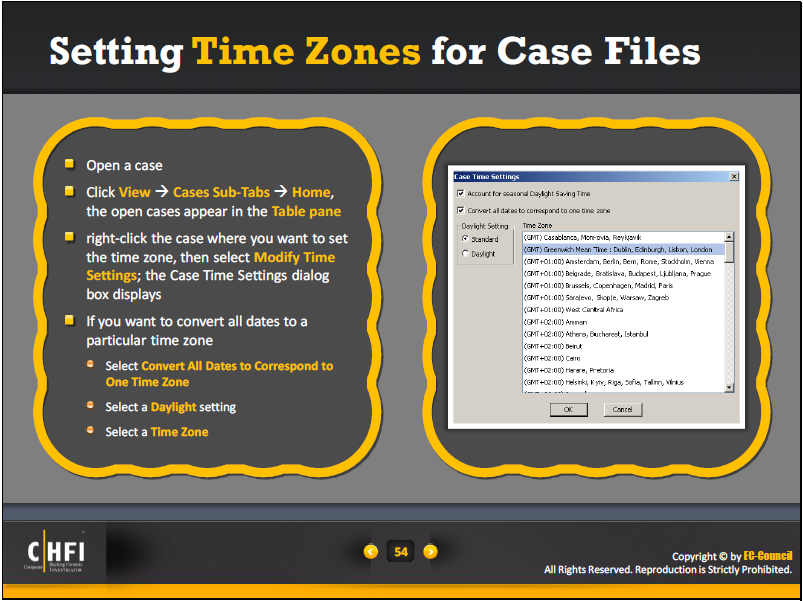 Setting Time Zones for Case Files
Open a case
Click View → Cases Sub-Tabs → Home,
the open cases appear in the Table pane
right-click the case where you want to set
the time zone, then select Modify Time
Settings; the Case Time Settings dialog
box displays
If you want to convert all dates to a
particular time zone
Select Convert All Dates to Correspond to
One Time Zone
Select a Daylight setting
Select a Time Zone
Case Time Settings
Account for seasonal Daylight Saving Time
Convert all dates to correspond to one time zone
Daylight Setting
Standard
Daylight
Time Zone
(GMT) Casablanca, Monrovia, Reykjavik
(GMT) Greenwich Mean Time : Dublin, Edinburgh, Lisbon, London
(GMT+01:00) Amsterdam, Berlin, Bern, Rome, Stockholm, Vienna
(GMT+01:00) Belgrade, Bratislava, Budapest, Ljubljana, Prague
(GMT+01:00) Brussels, Copenhagen, Madrid, Paris
(GMT+01:00) Sarajevo, Skopje, Warsaw, Zagreb
(GMT+01:00) West Central Africa
(GMT+02:00) Amman
(GMT+02:00) Athens, Bucharest, Istanbul
(GMT+02:00) Beirut
(GMT+02:00) Cairo
(GMT+02:00) Harare, Pretoria
(GMT+02:00) Helsinki, Kyiv, Riga, Sofia, Tallinn, Vilnius
OK
Cancel
CHFI
Computer Hacking Forensic
INVESTIGATOR
54
Copyright © by EC-Council
All Rights Reserved. Reproduction is Strictly Prohibited.